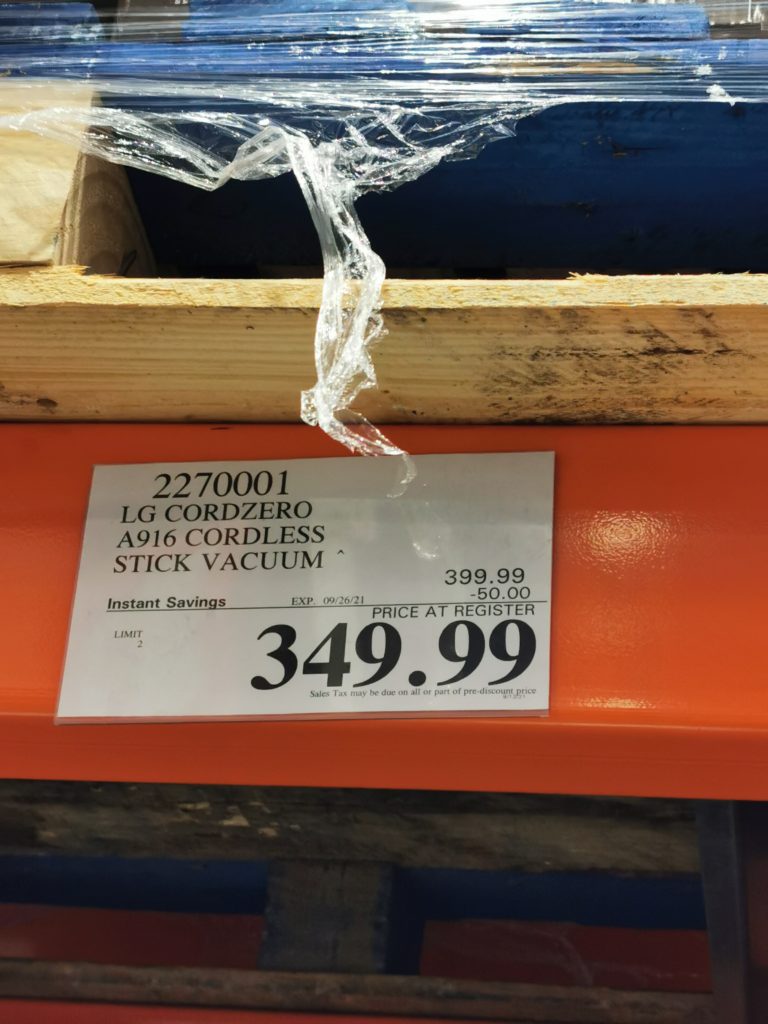 2270001
LG CORDZERO
A916 CORDLESS
STICK VACUUM ^
399.99
-50.00
Instant Savings EXP. 09/26/21
PRICE AT REGISTER
LIMIT
2
349.99
Sales Tax may be due on all or part of pre-discount price